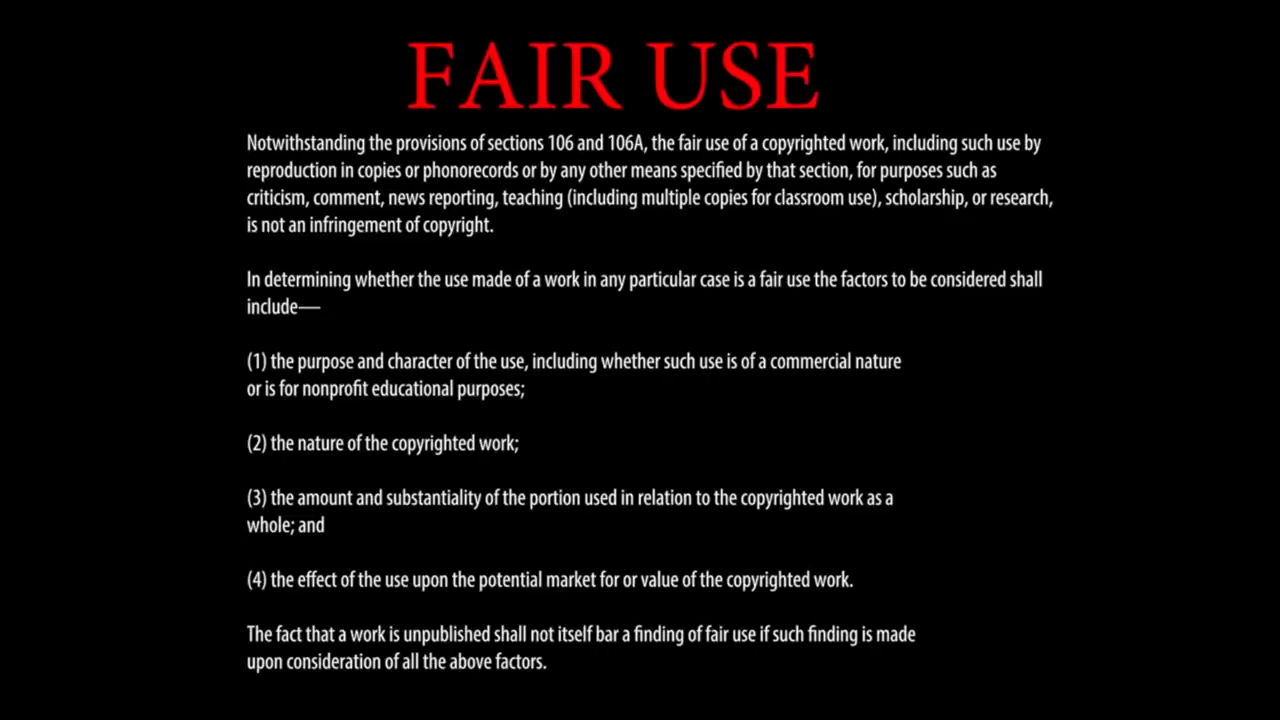 FAIR USE
Notwithstanding the provisions of sections 106 and 106A, the fair use of a copyrighted work, including such use by
reproduction in copies or phonorecords or by any other means specified by that section, for purposes such as
criticism, comment, news reporting, teaching (including multiple copies for classroom use), scholarship, or research,
is not an infringement of copyright.
In determining whether the use made of a work in any particular case is a fair use the factors to be considered shall
include—
(1) the purpose and character of the use, including whether such use is of a commercial nature
or is for nonprofit educational purposes;
(2) the nature of the copyrighted work;
(3) the amount and substantiality of the portion used in relation to the copyrighted work as a
whole; and
(4) the effect of the use upon the potential market for or value of the copyrighted work.
The fact that a work is unpublished shall not itself bar a finding of fair use if such finding is made
upon consideration of all the above factors.